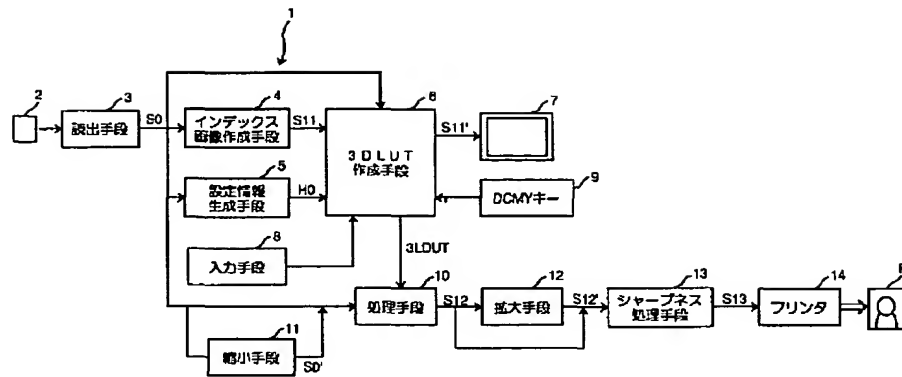 1
2
3
読出手段
S0
4
インデックス
画像作成手段
S11
5
設定情報
生成手段
H0
8
入力手段
6
3DLUT
作成手段
S11'
7
DCMYキー
9
3LDUT
10
処理手段
S12
12
拡大手段
S12'
13
シャープネス
処理手段
S13
14
プリンタ
P
11
縮小手段
S0'